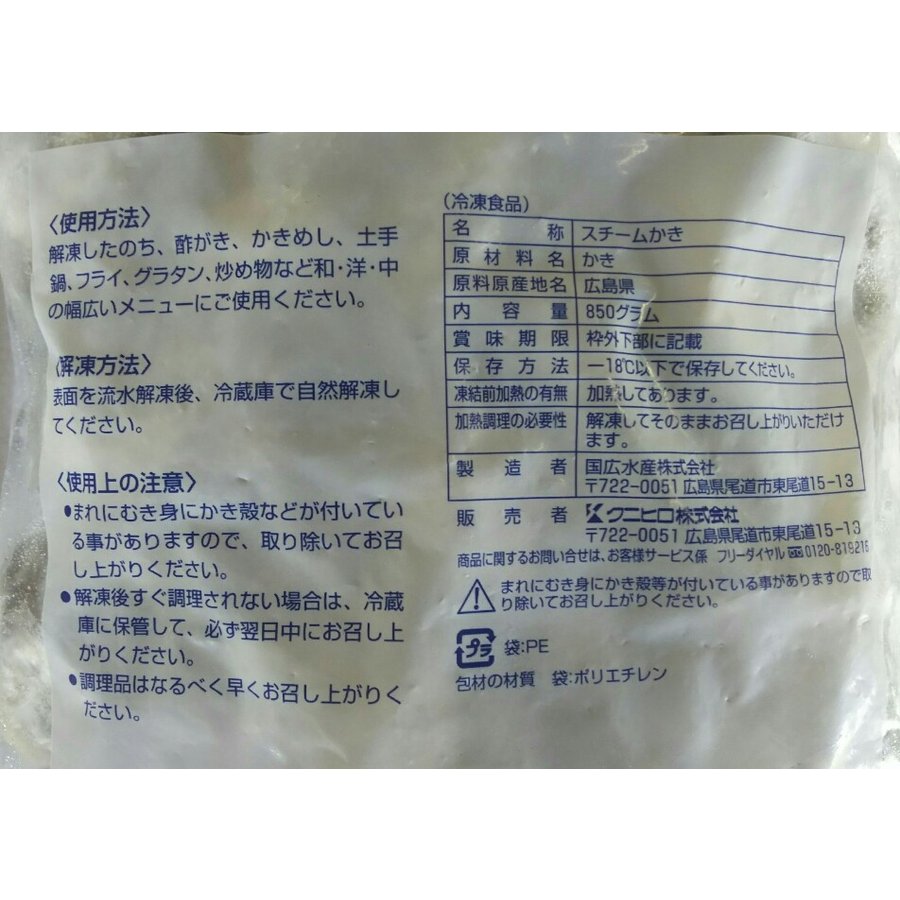 〈使用方法〉
解凍したのち、酢がき、かきめし、土手
鍋、フライ、グラタン、炒め物など和・洋・中
の幅広いメニューにご使用ください。
〈解凍方法〉
表面を流水解凍後、冷蔵庫で自然解凍し
てください。
〈使用上の注意〉
●まれにむき身にかき殻などが付いてい
る事がありますので、取り除いてお召
し上がりください。
●解凍後すぐ調理されない場合は、冷蔵
庫に保管して、必ず翌日中にお召し上
がりください。
●調理品はなるべく早くお召し上がりく
ださい。
(冷凍食品)
名称 スチームかき
原材料名 かき
原料原産地名 広島県
内容量 850グラム
賞味期限 枠外下部に記載
保存方法 −18℃以下で保存してください。
凍結前加熱の有無 加熱してあります。
加熱調理の必要性 解凍してそのままお召し上がりいただけ
ます。
製造者 国広水産株式会社
〒722-0051 広島県尾道市東尾道15-13
販売者 クニヒロ株式会社
〒722-0051 広島県尾道市東尾道15-13
商品に関するお問い合せは、お客様サービス係 フリーダイヤル 0120-819216
まれにむき身にかき殻等が付いている事がありますので取
り除いてお召し上がりください。
プラ 袋:PE
包材の材質 袋:ポリエチレン